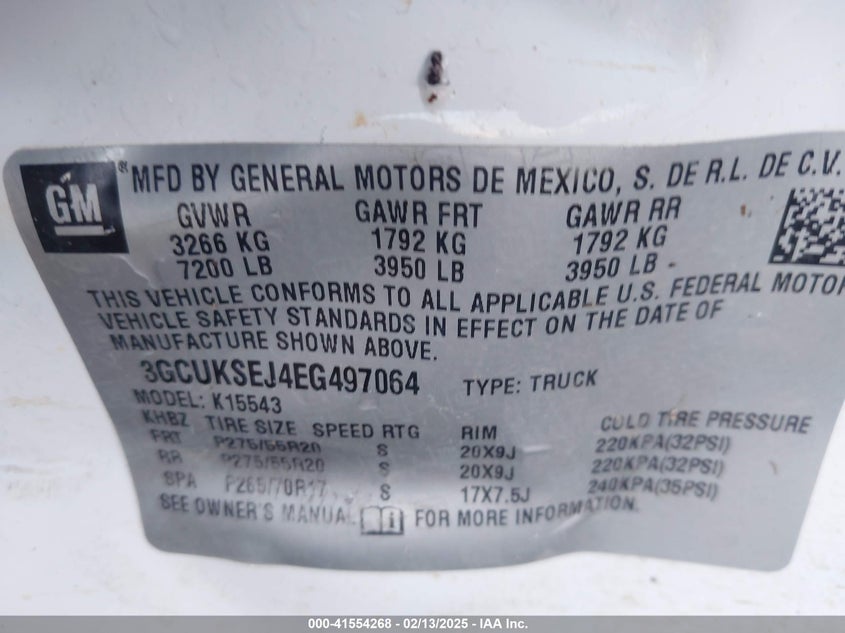 GM ® MFD BY GENERAL MOTORS DE MEXICO, S. DE R.L. DE C.V.
GVWR GAWR FRT GAWR RR
3266 KG 1792 KG 1792 KG
7200 LB 3950 LB 3950 LB
THIS VEHICLE CONFORMS TO ALL APPLICABLE U.S. FEDERAL MOTOR
VEHICLE SAFETY STANDARDS IN EFFECT ON THE DATE OF
MANUFACTURE SHOWN ABOVE.
3GCUKSEJ4EG497064 TYPE: TRUCK
MODEL: K15543
KHBZ TIRE SIZE SPEED RTG RIM COLD TIRE PRESSURE
FRT P275/55R20 S 20X9J 220KPA(32PSI)
RR P275/55R20 S 20X9J 220KPA(32PSI)
SPA P265/70R17 S 17X7.5J 240KPA(35PSI)
SEE OWNER'S MANUAL FOR MORE INFORMATION.
000-41554268 - 02/13/2025 - IAA Inc.